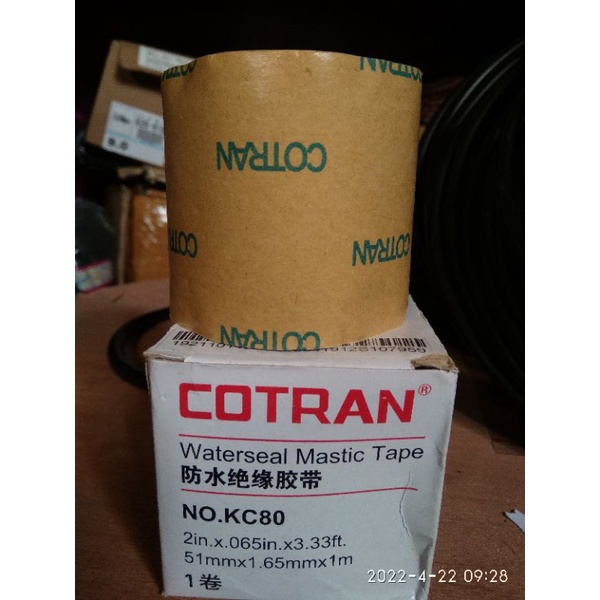 COTRAN
COTRAN
COTRAN
COTRAN
COTRAN
COTRAN
COTRAN®
Waterseal Mastic Tape
防水绝缘胶带
NO.KC80
2in.x.065in.x3.33ft.
51mmx1.65mmx1m
1卷
2022-4-22 09:28